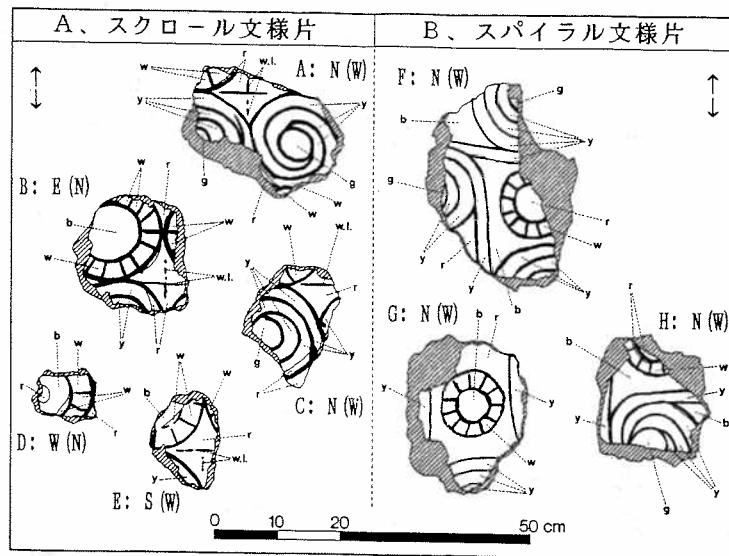 A、スクロール文様片
B、スパイラル文様片
A: N (W)
w
r
w.l.
y
y
g
g
r
w
w
B: E (N)
w
r
b
w
w
w.l.
y
r
w
w.l.
y
r
g
y
r
C: N (W)
b
w
r
w
r
D: W (N)
w
w
b
r
w.l.
y
E: S (W)
F: N (W)
g
b
y
g
r
y
w
r
y
b
G: N (W)
b
r
y
y
w
y
H: N (W)
r
b
w
y
y
b
g
y
0
10
20
50 cm